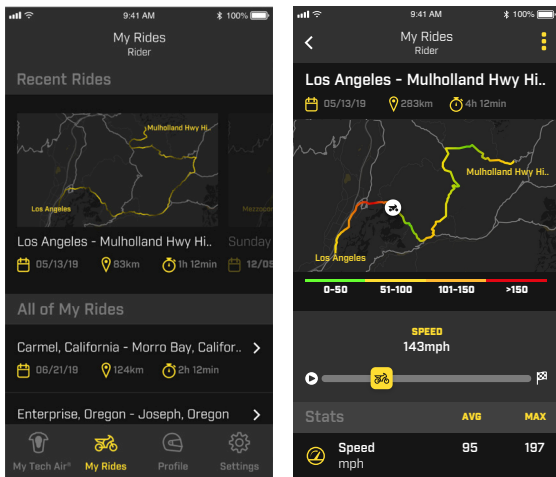 9:41 AM
100%
My Rides
Rider
Recent Rides
Mulholland Hwy Hi..
Los Angeles
Los Angeles - Mulholland Hwy Hi..
Sunday
05/13/19
83km
1h 12min
All of My Rides
Carmel, California - Morro Bay, Califor..
06/21/19
124km
2h 12min
Enterprise, Oregon - Joseph, Oregon
My Tech Air®
My Rides
Profile
Settings
9:41 AM
100%
My Rides
Rider
Los Angeles - Mulholland Hwy Hi..
05/13/19
283km
4h 12min
Mulholland Hwy Hi..
Los Angeles
0-50
51-100
101-150
>150
SPEED
143mph
Stats
AVG
MAX
Speed
95
197
mph